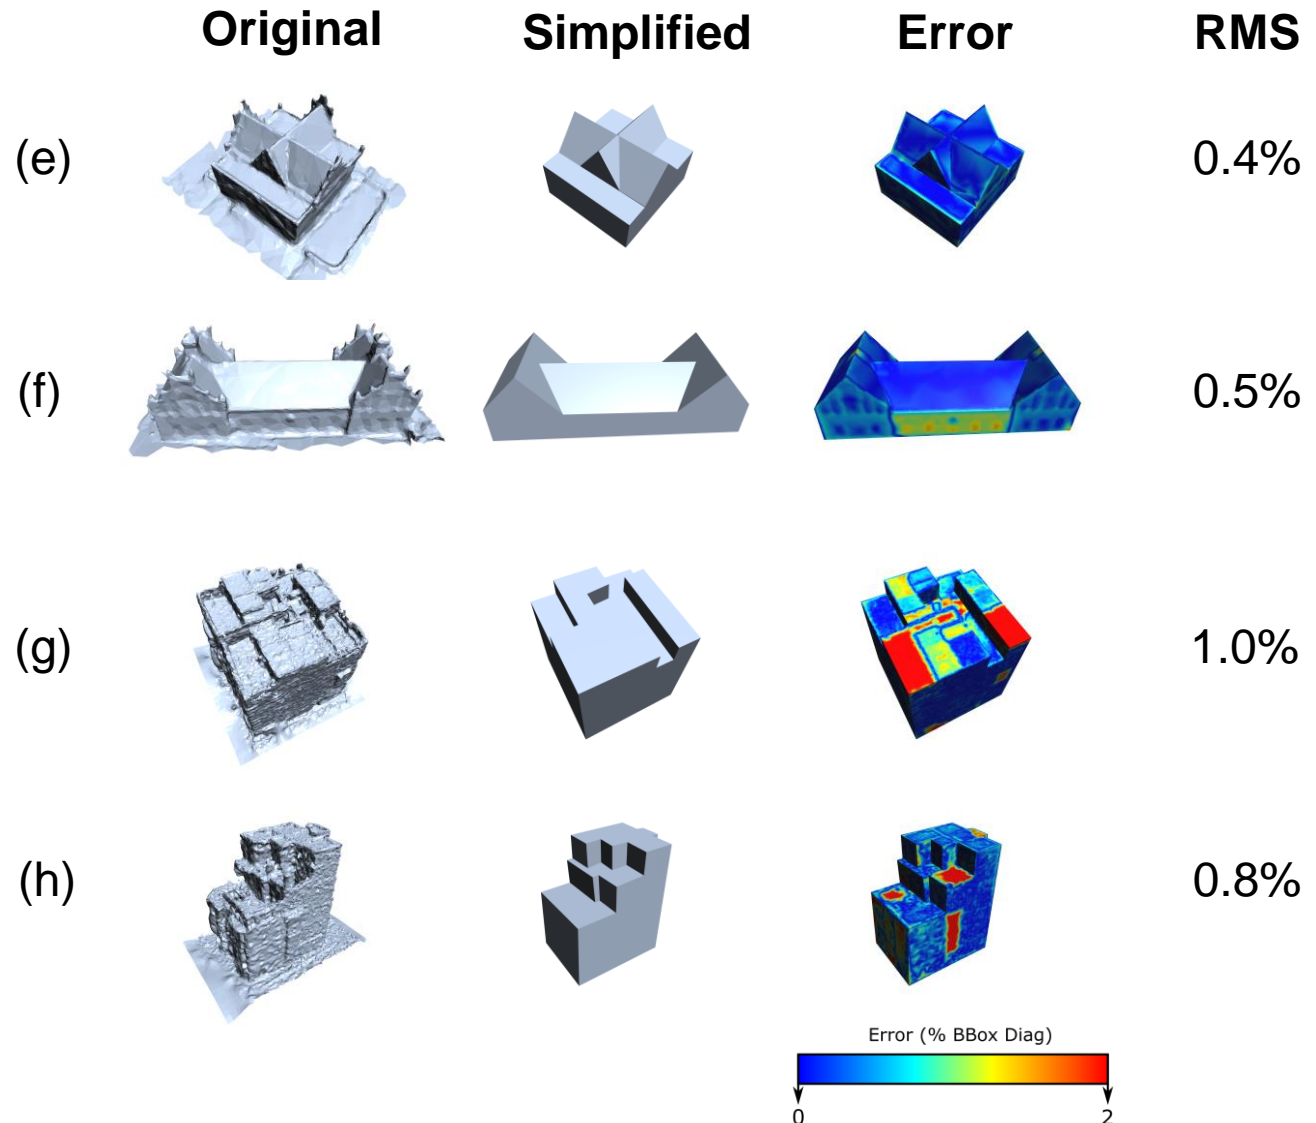 Original Simplified Error RMS
(e) 0.4%
(f) 0.5%
(g) 1.0%
(h) 0.8%
Error (% BBox Diag)
0 2